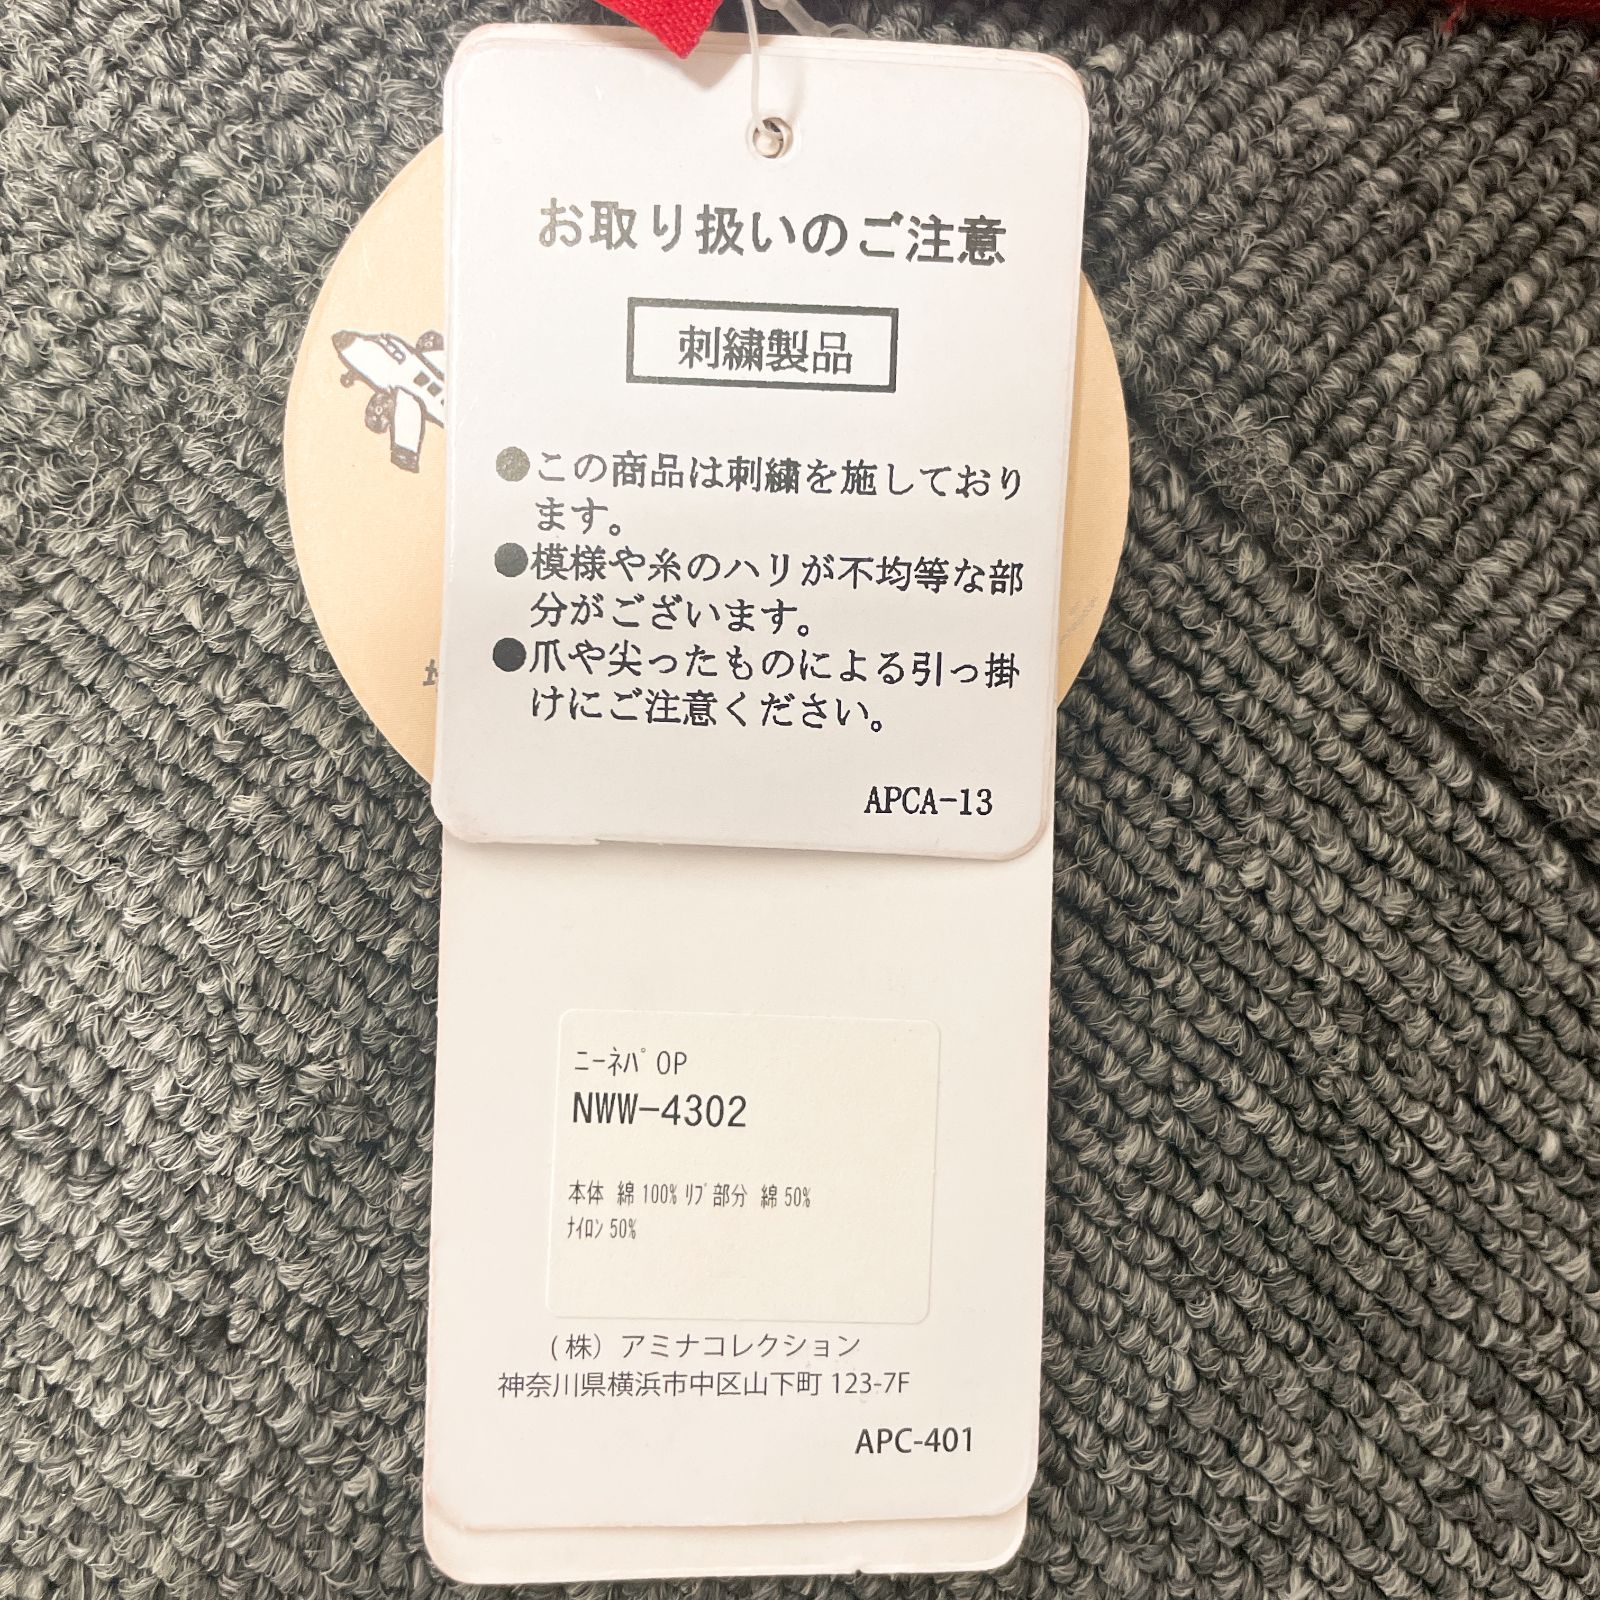 お取り扱いのご注意
刺繍製品
●この商品は刺繍を施しており
ます。
●模様や糸のハリが不均等な部
分がございます。
●爪や尖ったものによる引っ掛
けにご注意ください。
APCA-13
ﾆｰﾈﾊﾟ OP
NWW-4302
本体 綿 100% ﾘﾌﾞ部分 綿 50%
ﾅｲﾛﾝ 50%
(株) アミナコレクション
神奈川県横浜市中区山下町 123-7F
APC-401